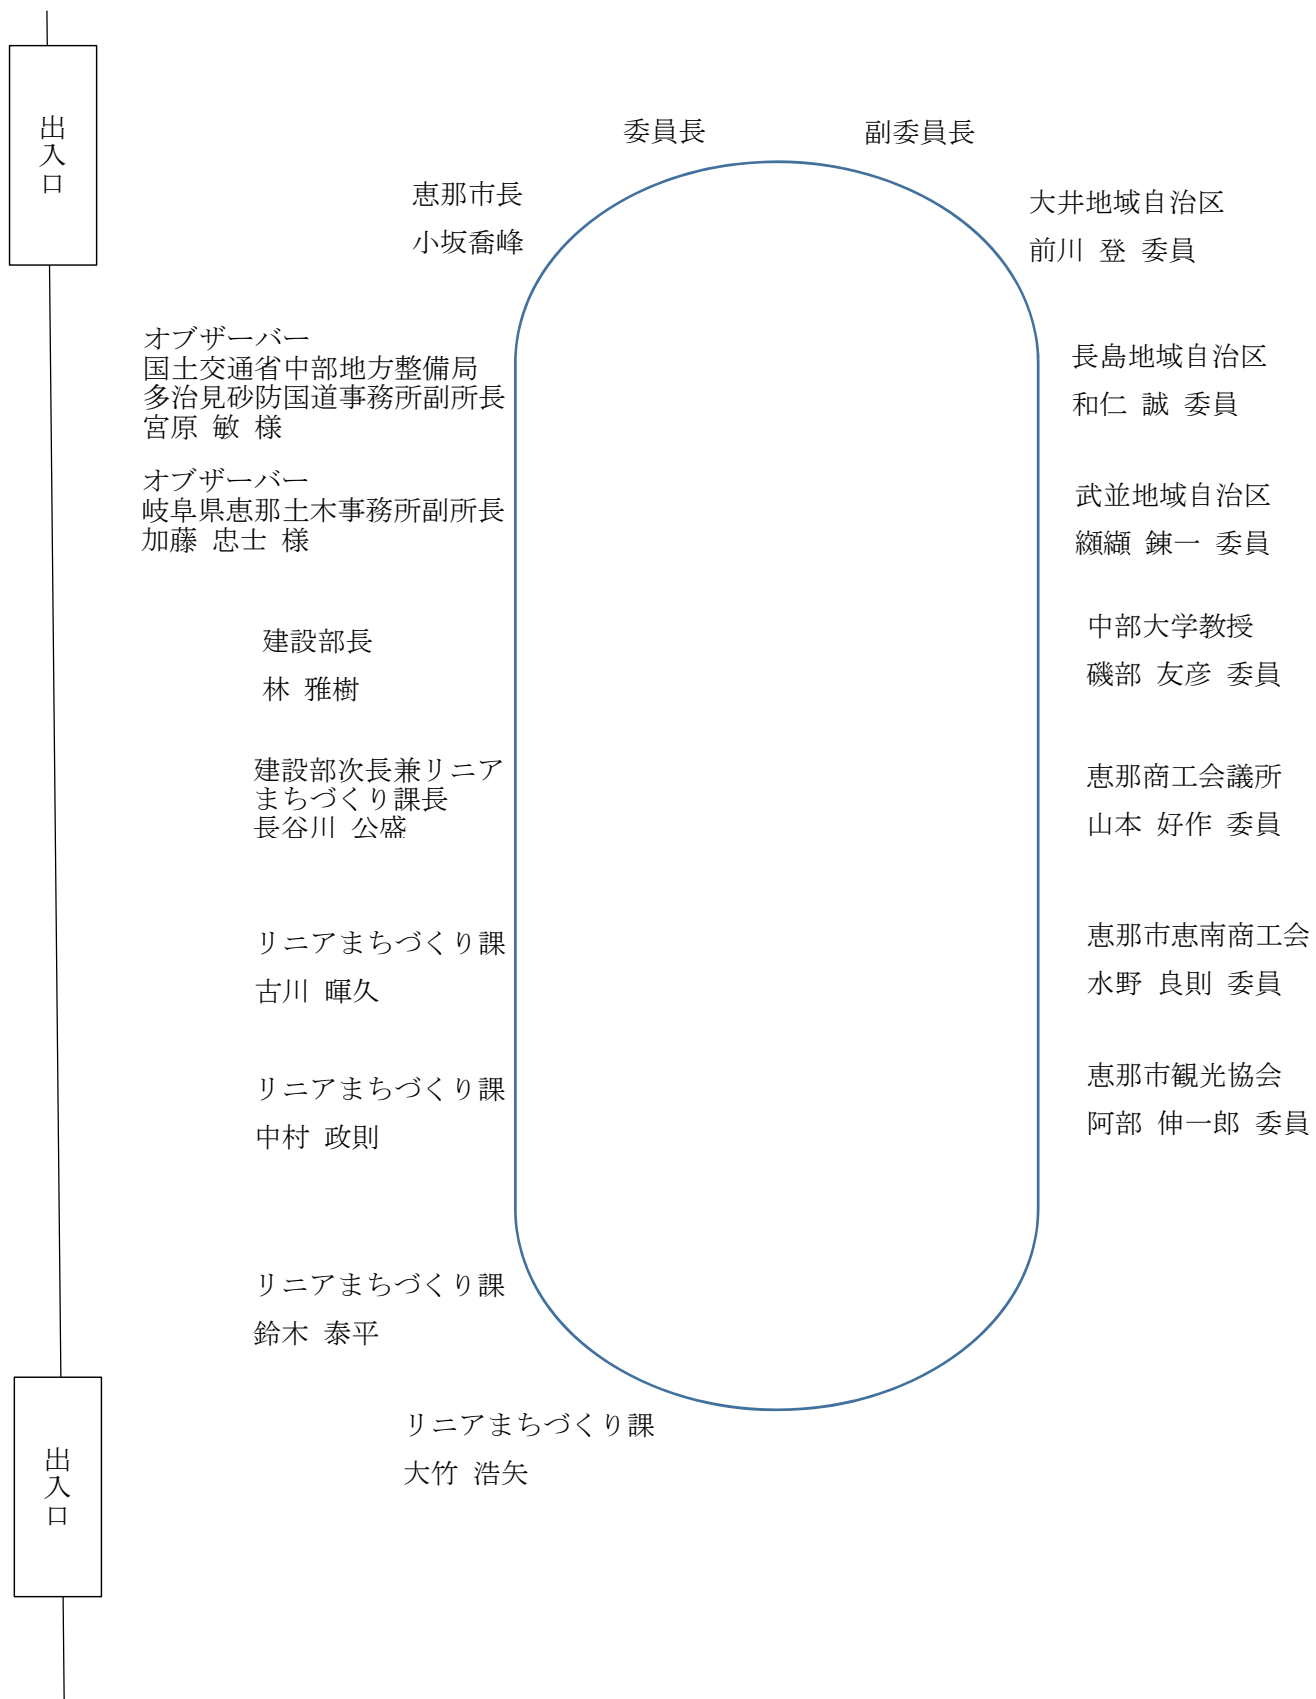 出入口
委員長
副委員長
恵那市長
小坂喬峰
大井地域自治区
前川 登 委員
オブザーバー
国土交通省中部地方整備局
多治見砂防国道事務所副所長
宮原 敏 様
長島地域自治区
和仁 誠 委員
オブザーバー
岐阜県恵那土木事務所副所長
加藤 忠士 様
武並地域自治区
纐纈 錬一 委員
建設部長
林 雅樹
中部大学教授
磯部 友彦 委員
建設部次長兼リニア
まちづくり課長
長谷川 公盛
恵那商工会議所
山本 好作 委員
リニアまちづくり課
古川 暉久
恵那市恵南商工会
水野 良則 委員
リニアまちづくり課
中村 政則
恵那市観光協会
阿部 伸一郎 委員
リニアまちづくり課
鈴木 泰平
リニアまちづくり課
大竹 浩矢
出入口